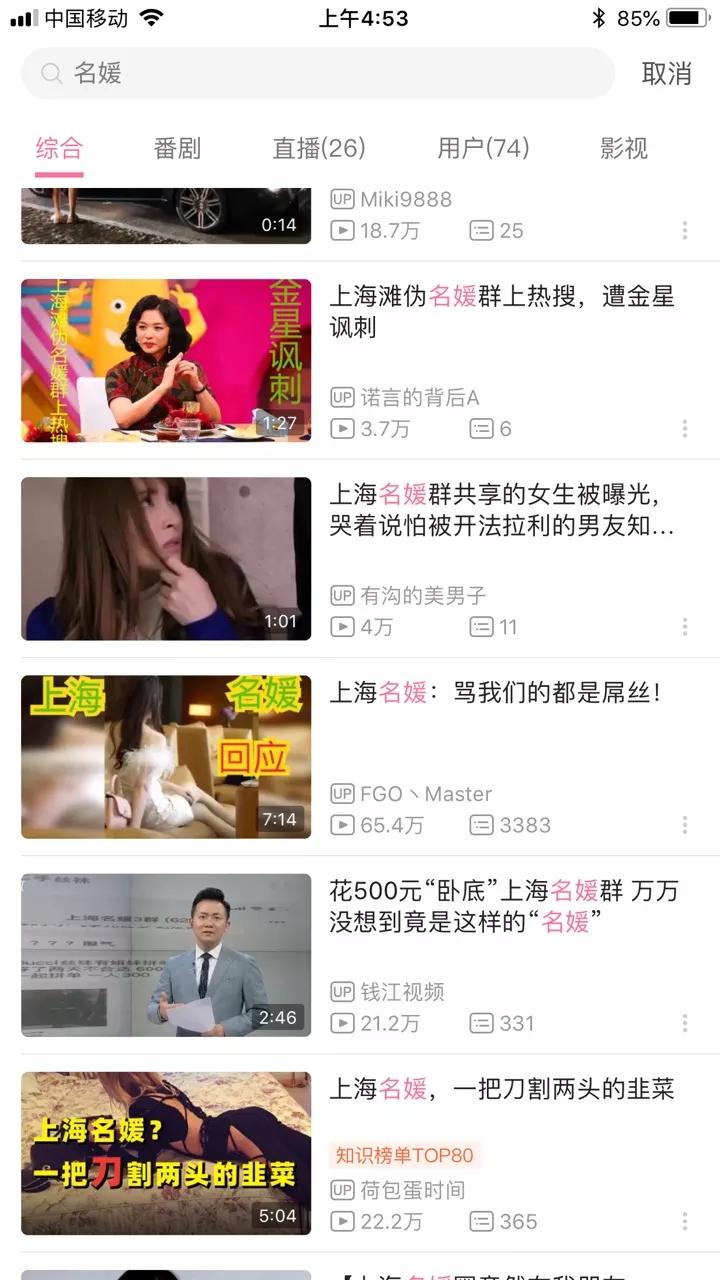 中国移动
上午4:53
85%
名媛
取消
综合
番剧
直播(26)
用户(74)
影视
0:14
UP Miki9888
18.7万
25
上海滩伪名媛群上热搜
金星讽刺
1:27
上海滩伪名媛群上热搜，遭金星
讽刺
UP 诺言的背后A
3.7万
6
1:01
上海名媛群共享的女生被曝光，
哭着说怕被开法拉利的男友知...
UP 有沟的美男子
4万
11
上海
名媛
回应
7:14
上海名媛：骂我们的都是屌丝！
UP FGO丶Master
65.4万
3383
2:46
花500元“卧底”上海名媛群 万万
没想到竟是这样的“名媛”
UP 钱江视频
21.2万
331
上海名媛？
一把刀割两头的韭菜
5:04
上海名媛，一把刀割两头的韭菜
知识榜单TOP80
UP 荷包蛋时间
22.2万
365